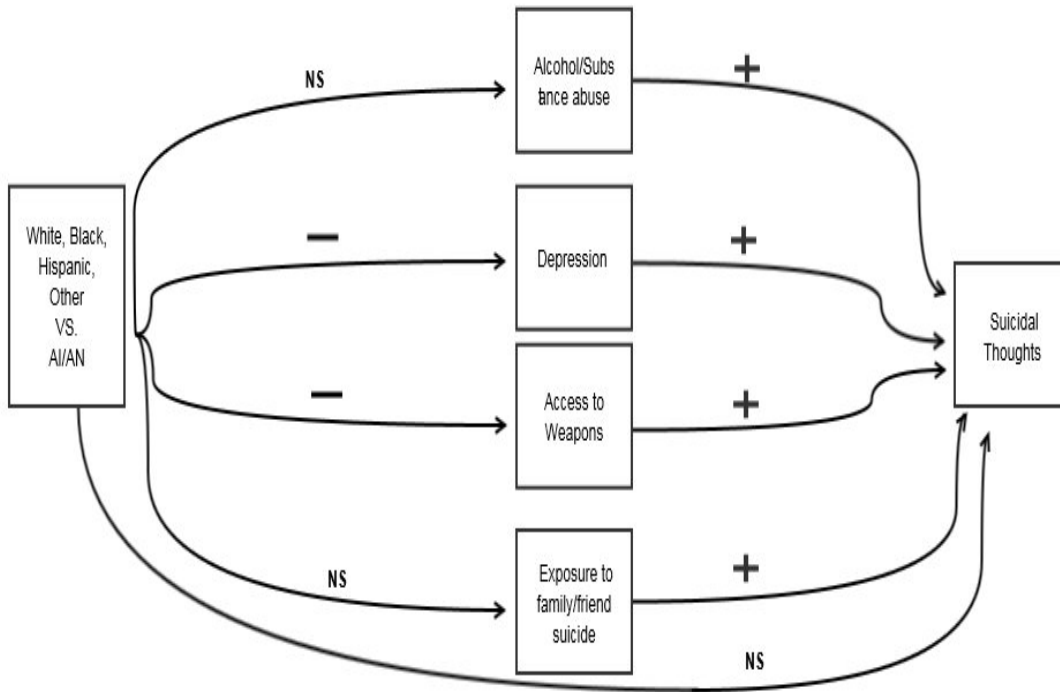 NS
Alcohol/Subs
tance abuse
+
White, Black,
Hispanic,
Other
VS.
AI/AN
—
Depression
+
Suicidal
Thoughts
—
Access to
Weapons
+
NS
Exposure to
family/friend
suicide
+
NS